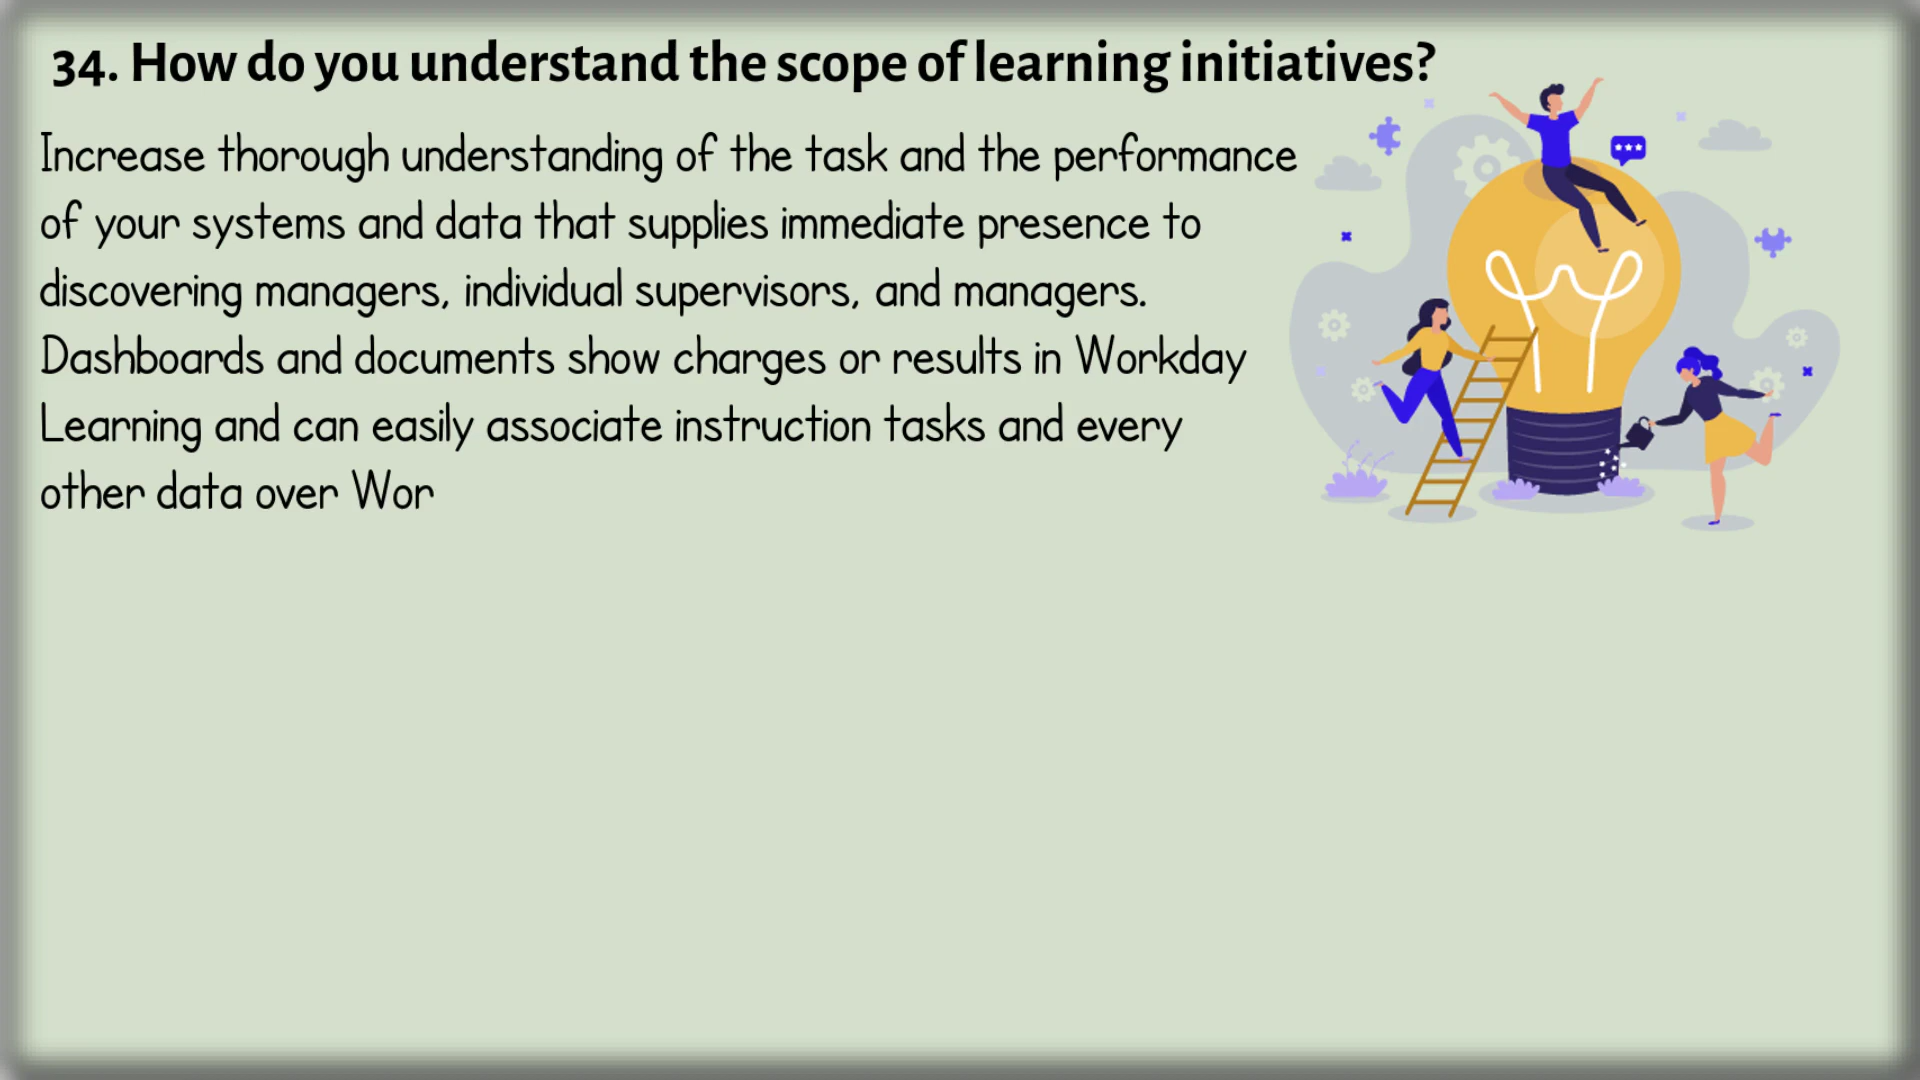 34. How do you understand the scope of learning initiatives?
Increase thorough understanding of the task and the performance
of your systems and data that supplies immediate presence to
discovering managers, individual supervisors, and managers.
Dashboards and documents show charges or results in Workday
Learning and can easily associate instruction tasks and every
other data over Wor